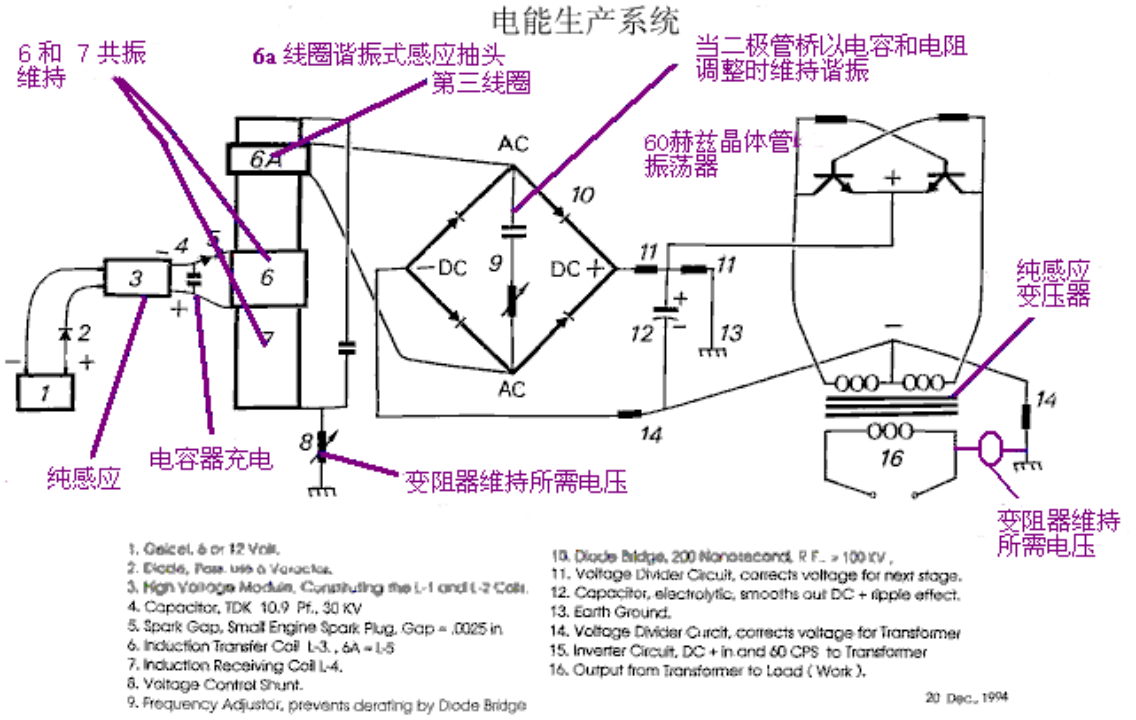 电能生产系统
6 和 7 共振
维持
6a 线圈谐振式感应抽头
第三线圈
当二极管桥以电容和电阻
调整时维持谐振
60赫兹晶体管
振荡器
6A
AC
10
+
4
5
−
3
6
− DC
9
DC +
11
11
纯感应
变压器
+
2
7
+
12
−
13
−
−
+
1
AC
14
14
8
16
纯感应
电容器充电
变阻器维持所需电压
变阻器维持
所需电压
1. Gelcel, 6 or 12 Volt.
2. Diode, Poss. use a Varactor.
3. High Voltage Module, Constituting the L-1 and L-2 Coils.
4. Capacitor, TDK 10.9 Pf., 30 KV
5. Spark Gap, Small Engine Spark Plug, Gap = .0025 in
6. Induction Transfer Coil L-3., 6A = L-5
7. Induction Receiving Coil L-4.
8. Voltage Control Shunt.
9. Frequency Adjustor, prevents derating by Diode Bridge
10. Diode Bridge, 200 Nanosecond, R F.. > 100 KV ,
11. Voltage Divider Circuit, corrects voltage for next stage.
12. Capacitor, electrolytic, smooths out DC + ripple effect.
13. Earth Ground.
14. Voltage Divider Circuit, corrects voltage for Transformer
15. Inverter Circuit, DC + in and 60 CPS to Transformer
16. Output from Transformer to Load ( Work ).
20 Dec., 1994